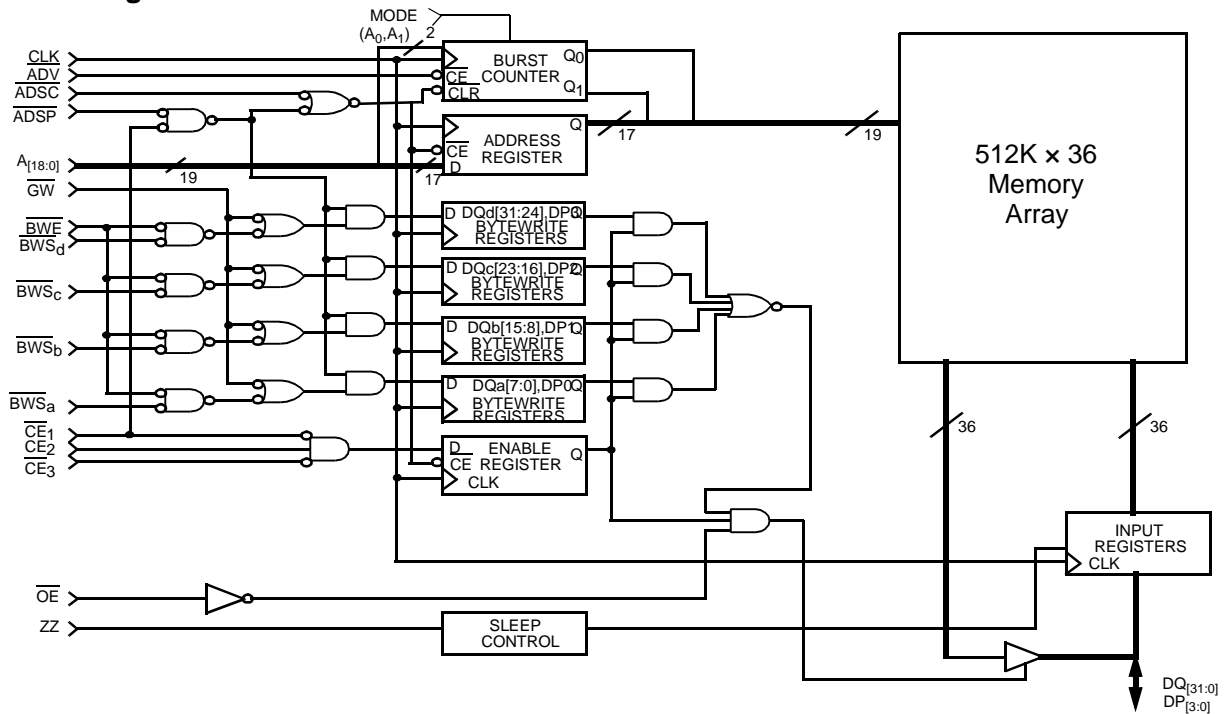 MODE
(A0,A1) 2
CLK
ADV
ADSC
ADSP
A[18:0]
GW
BWE
BWSd
BWSc
BWSb
BWSa
CE1
CE2
CE3
OE
ZZ
19
17
BURST
COUNTER
CE
CLR
Q0
Q1
ADDRESS
REGISTER
CE
D
Q
17
19
D DQd[31:24],DP3 Q
BYTEWRITE
REGISTERS
D DQc[23:16],DP2 Q
BYTEWRITE
REGISTERS
D DQb[15:8],DP1 Q
BYTEWRITE
REGISTERS
D DQa[7:0],DP0 Q
BYTEWRITE
REGISTERS
D ENABLE Q
CE REGISTER
CLK
SLEEP
CONTROL
512K × 36
Memory
Array
36
36
INPUT
REGISTERS
CLK
DQ[31:0]
DP[3:0]